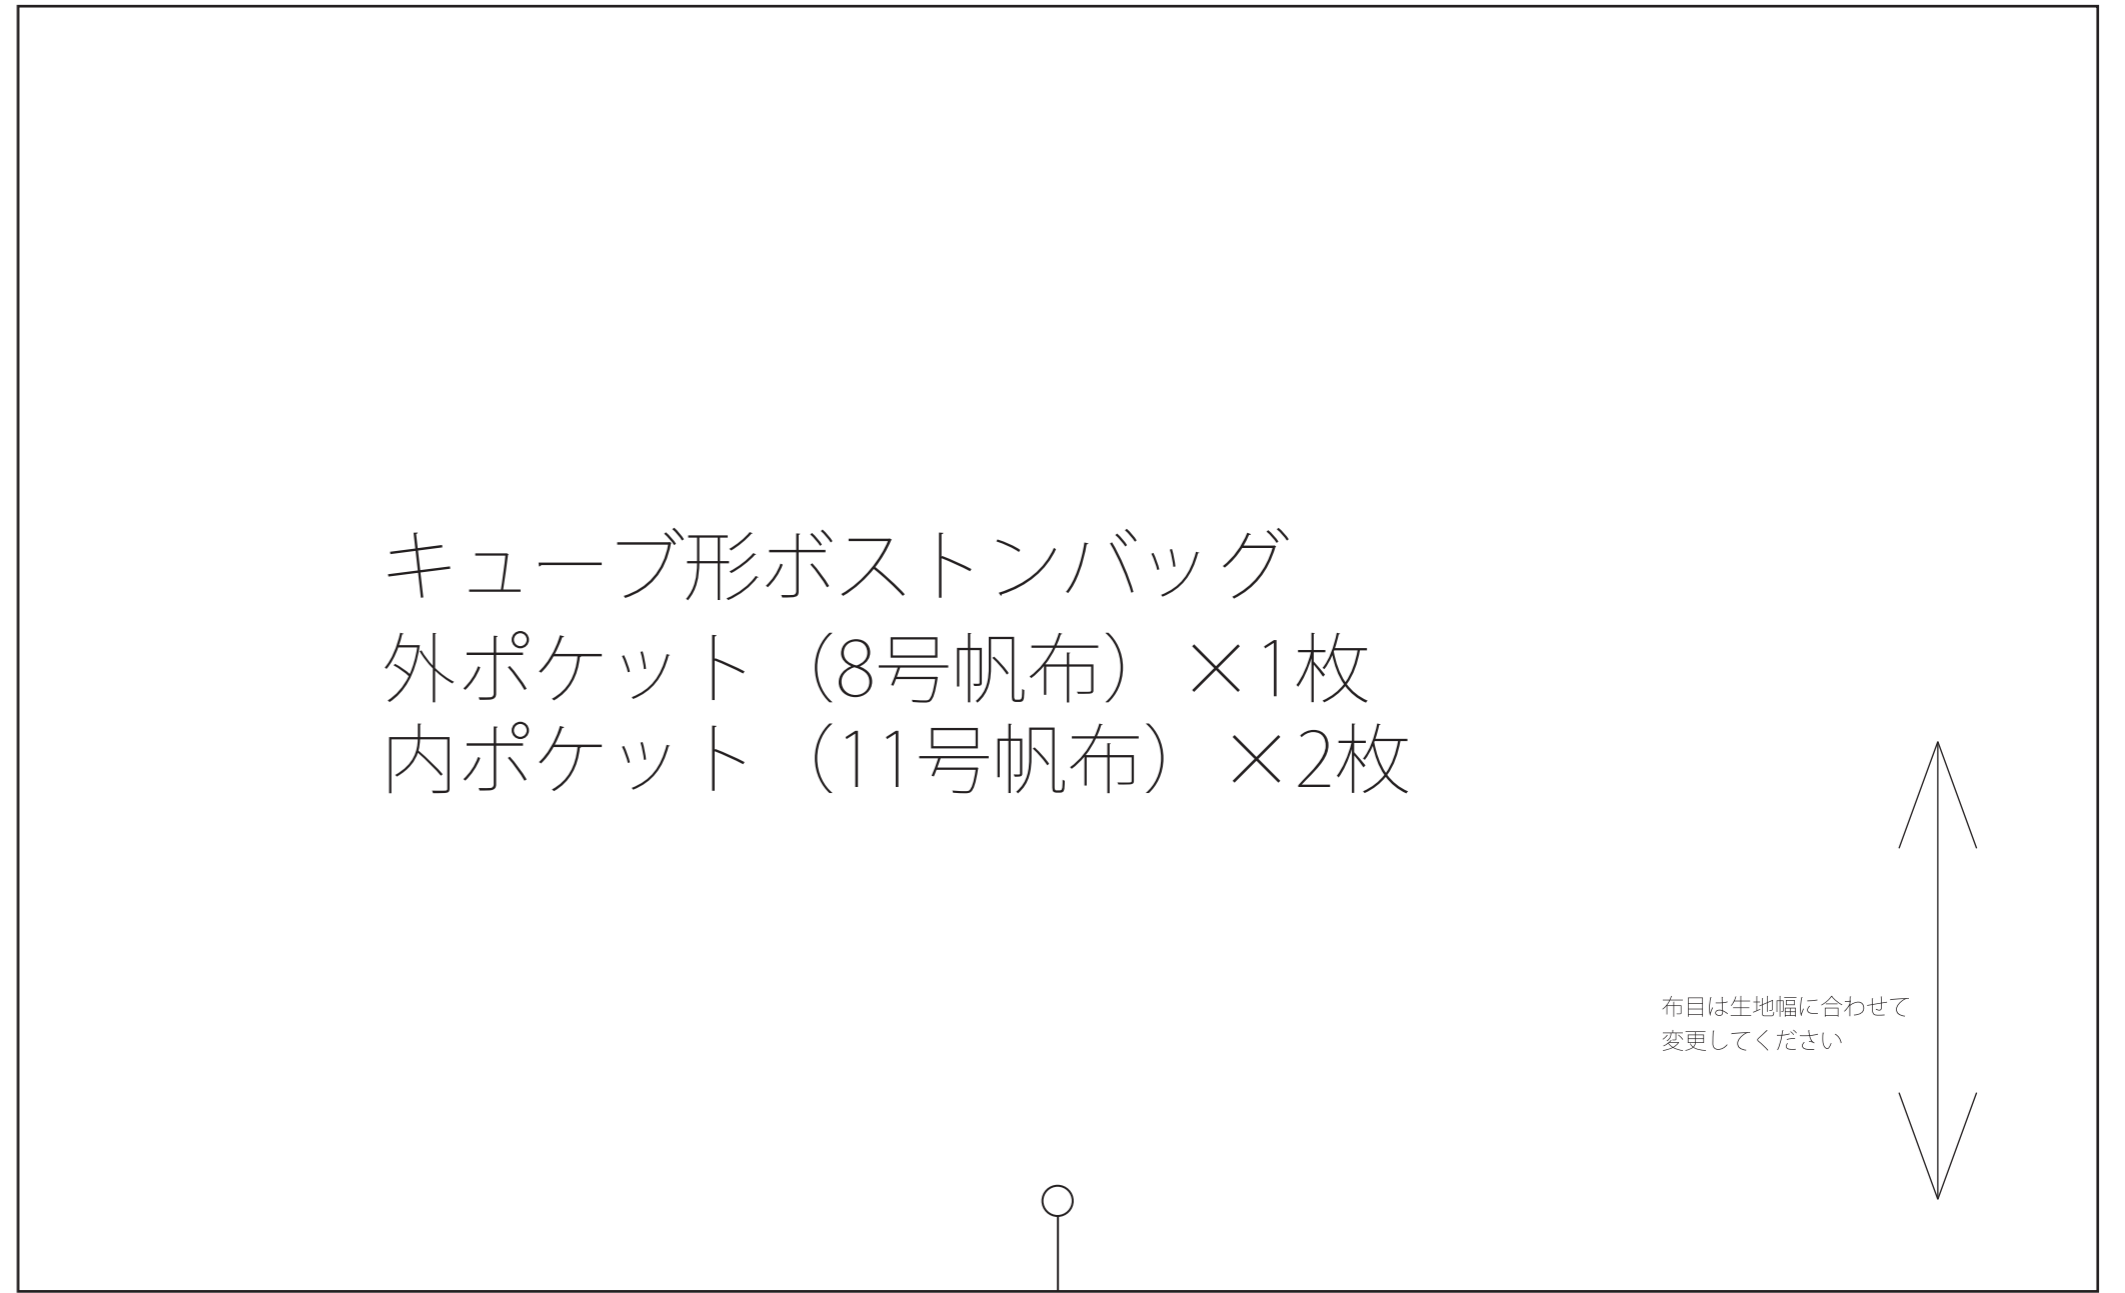 キューブ形ボストンバッグ
外ポケット（8号帆布）×1枚
内ポケット（11号帆布）×2枚
布目は生地幅に合わせて
変更してください